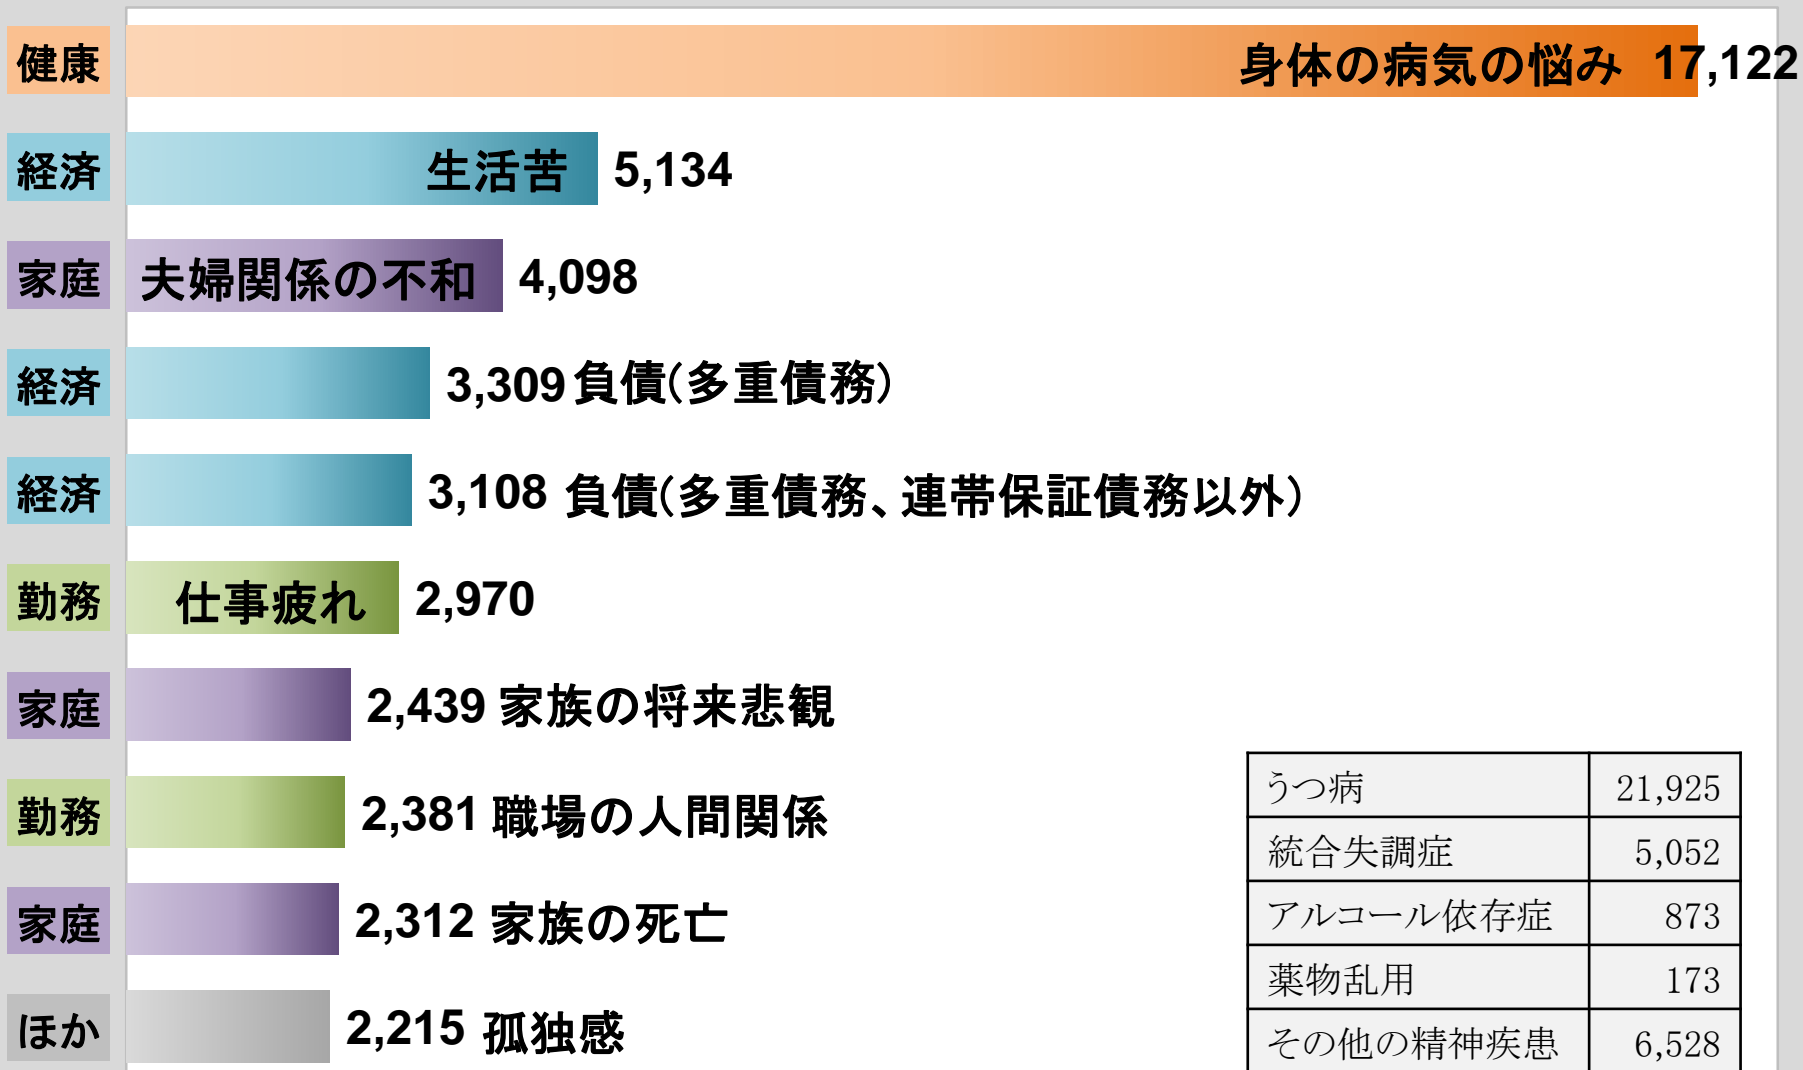 健康 身体の病気の悩み 17,122
経済 生活苦 5,134
家庭 夫婦関係の不和 4,098
経済 3,309 負債(多重債務)
経済 3,108 負債(多重債務、連帯保証債務以外)
勤務 仕事疲れ 2,970
家庭 2,439 家族の将来悲観
勤務 2,381 職場の人間関係
家庭 2,312 家族の死亡
ほか 2,215 孤独感
うつ病 21,925
統合失調症 5,052
アルコール依存症 873
薬物乱用 173
その他の精神疾患 6,528